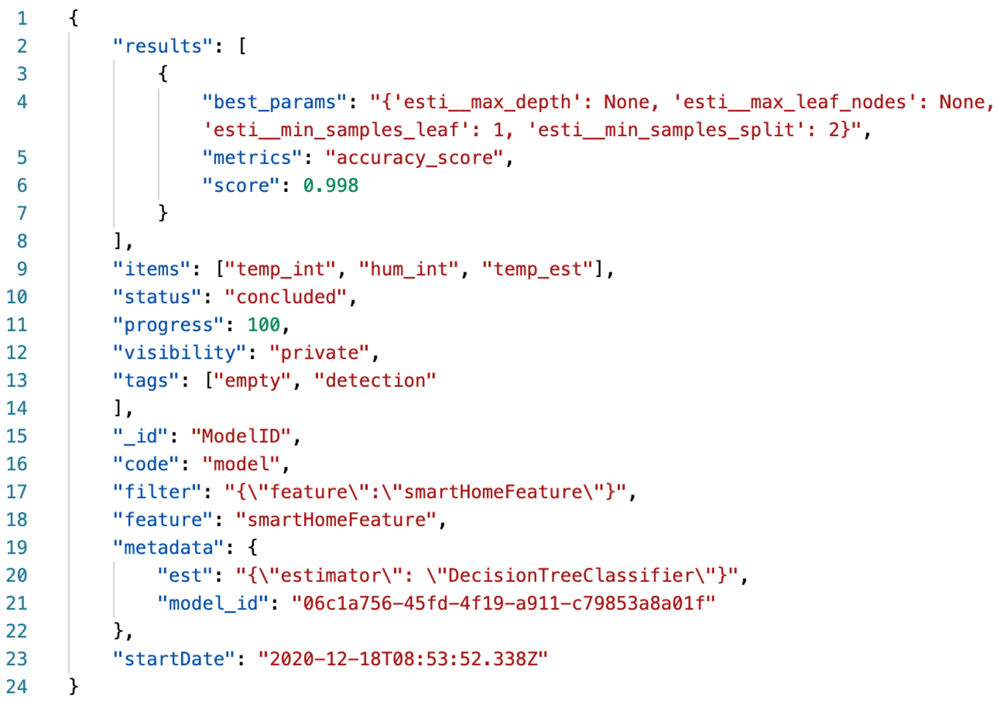 1 {
2 "results": [
3 {
4 "best_params": "{'esti__max_depth': None, 'esti__max_leaf_nodes': None,
'esti__min_samples_leaf': 1, 'esti__min_samples_split': 2}",
5 "metrics": "accuracy_score",
6 "score": 0.998
7 }
8 ],
9 "items": ["temp_int", "hum_int", "temp_est"],
10 "status": "concluded",
11 "progress": 100,
12 "visibility": "private",
13 "tags": ["empty", "detection"
14 ],
15 "_id": "ModelID",
16 "code": "model",
17 "filter": "{\"feature\":\"smartHomeFeature\"}",
18 "feature": "smartHomeFeature",
19 "metadata": {
20 "est": "{\"estimator\": \"DecisionTreeClassifier\"}",
21 "model_id": "06c1a756-45fd-4f19-a911-c79853a8a01f"
22 },
23 "startDate": "2020-12-18T08:53:52.338Z"
24 }